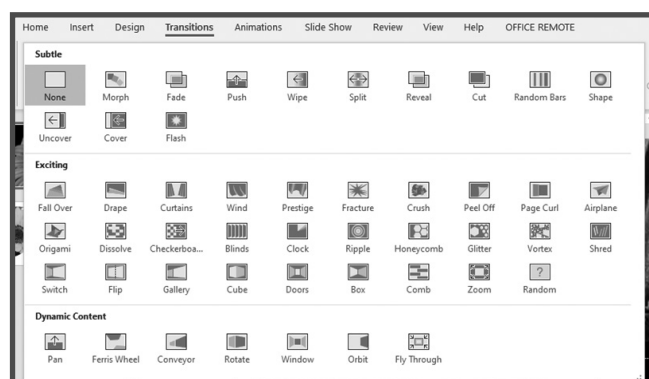 Home Insert Design Transitions Animations Slide Show Review View Help OFFICE REMOTE
Subtle
None Morph Fade Push Wipe Split Reveal Cut Random Bars Shape
Uncover Cover Flash
Exciting
Fall Over Drape Curtains Wind Prestige Fracture Crush Peel Off Page Curl Airplane
Origami Dissolve Checkerboa... Blinds Clock Ripple Honeycomb Glitter Vortex Shred
Switch Flip Gallery Cube Doors Box Comb Zoom Random
Dynamic Content
Pan Ferris Wheel Conveyor Rotate Window Orbit Fly Through